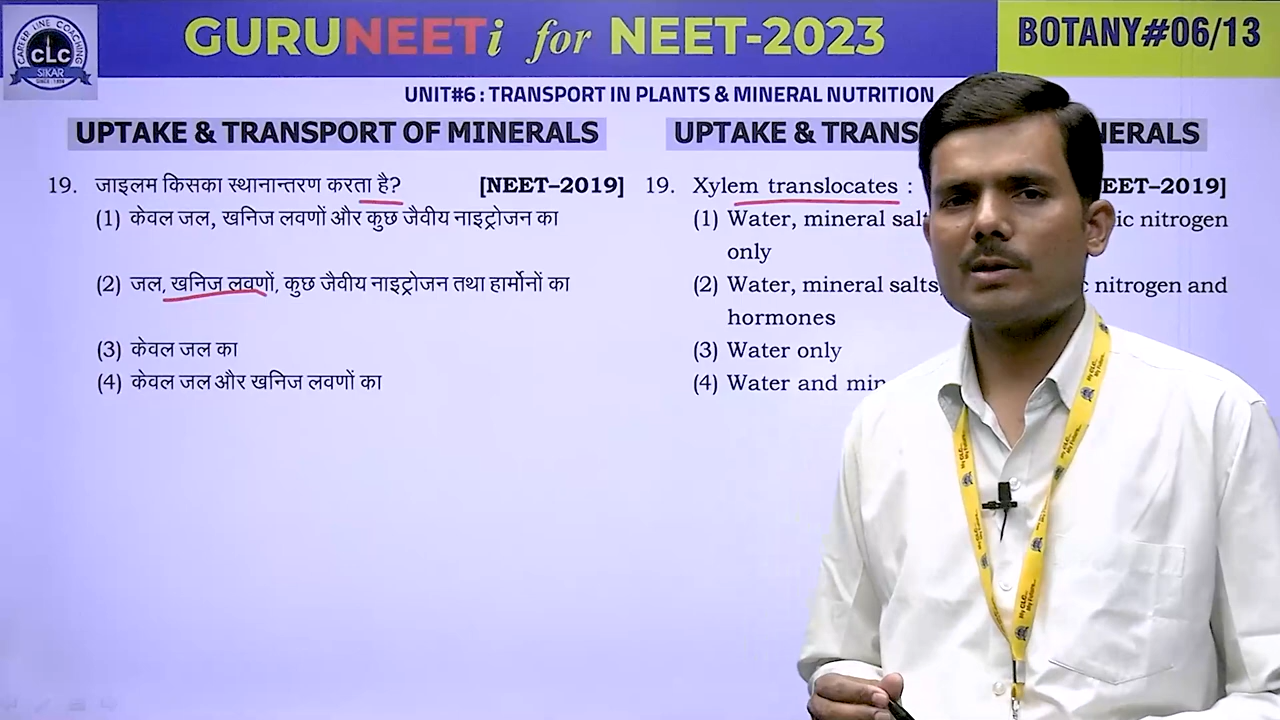 GURUNEETi for NEET-2023
BOTANY#06/13
CAREER LINE COACHING
CLC
SIKAR
UNIT#6 : TRANSPORT IN PLANTS & MINERAL NUTRITION
UPTAKE & TRANSPORT OF MINERALS
19. जाइलम किसका स्थानान्तरण करता है? [NEET–2019]
(1) केवल जल, खनिज लवणों और कुछ जैवीय नाइट्रोजन का
(2) जल, खनिज लवणों, कुछ जैवीय नाइट्रोजन तथा हार्मोनों का
(3) केवल जल का
(4) केवल जल और खनिज लवणों का
UPTAKE & TRANS NERALS
19. Xylem translocates : EET–2019]
(1) Water, mineral sal ic nitrogen
only
(2) Water, mineral salts, c nitrogen and
hormones
(3) Water only
(4) Water and min